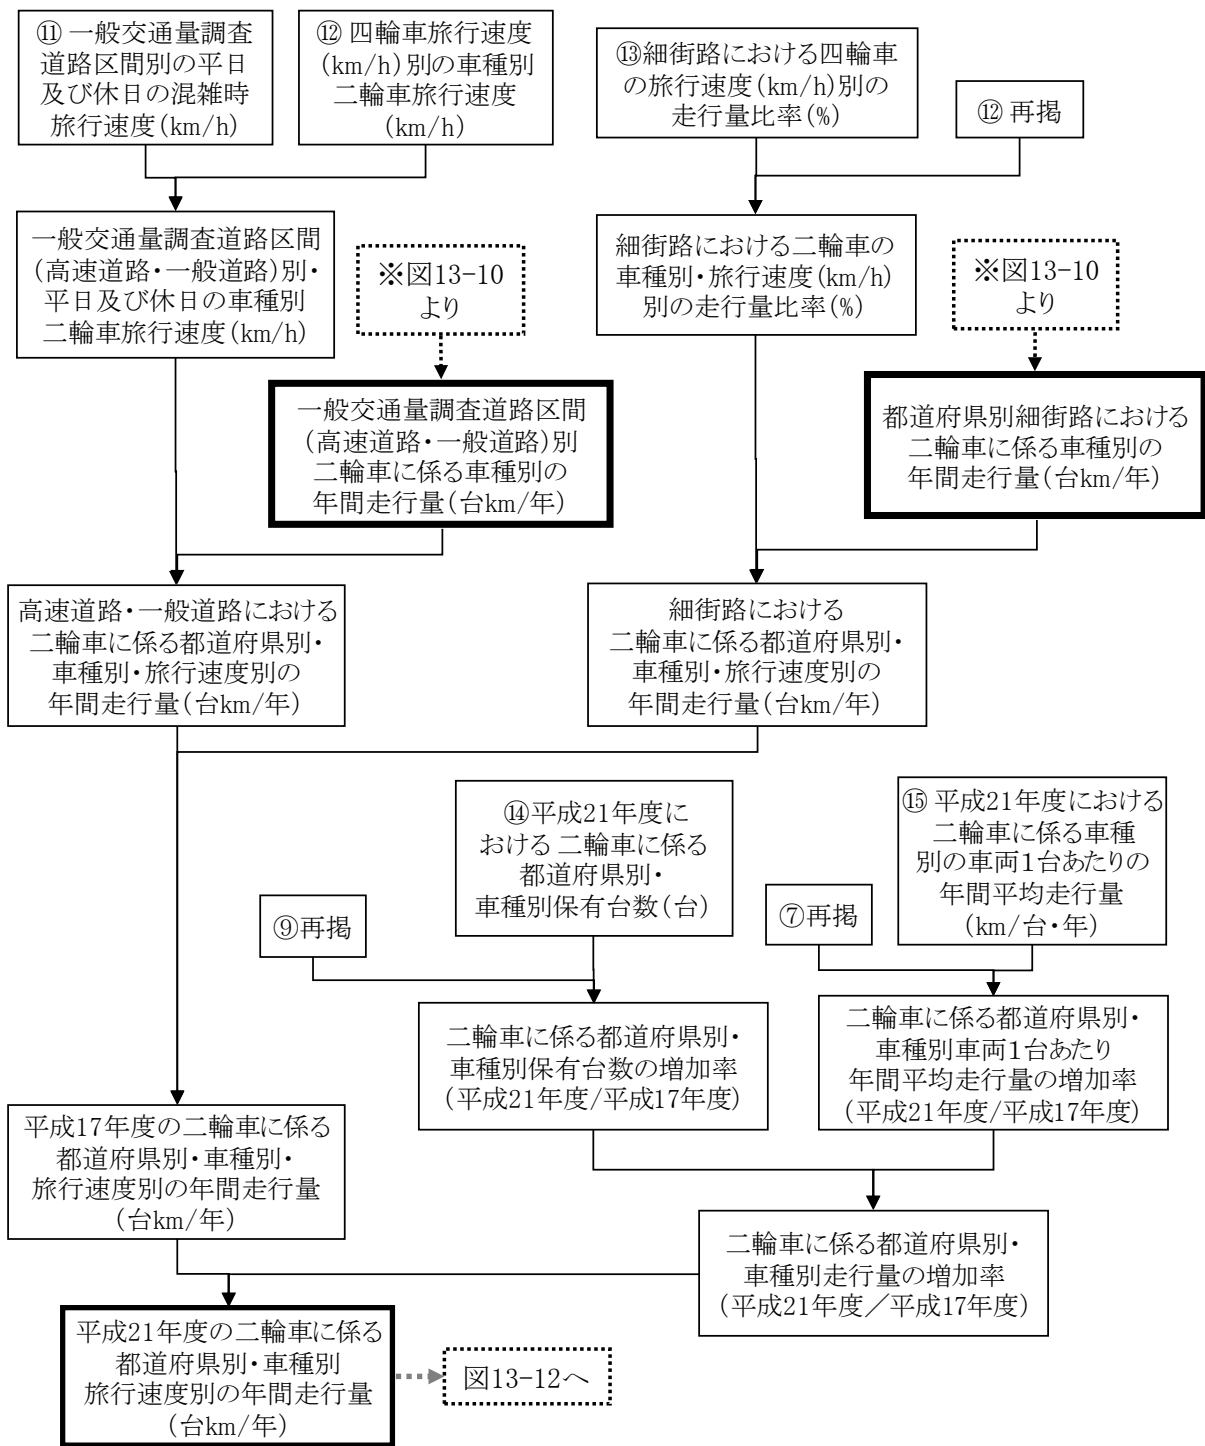 ⑪ 一般交通量調査
道路区間別の平日
及び休日の混雑時
旅行速度(km/h)
⑫ 四輪車旅行速度
(km/h)別の車種別
二輪車旅行速度
(km/h)
⑬細街路における四輪車
の旅行速度(km/h)別の
走行量比率(%)
⑫ 再掲
一般交通量調査道路区間
(高速道路・一般道路)別・
平日及び休日の車種別
二輪車旅行速度(km/h)
※図13-10
より
細街路における二輪車の
車種別・旅行速度(km/h)
別の走行量比率(%)
※図13-10
より
一般交通量調査道路区間
(高速道路・一般道路)別
二輪車に係る車種別の
年間走行量(台km/年)
都道府県別細街路における
二輪車に係る車種別の
年間走行量(台km/年)
高速道路・一般道路における
二輪車に係る都道府県別・
車種別・旅行速度別の
年間走行量(台km/年)
細街路における
二輪車に係る都道府県別・
車種別・旅行速度別の
年間走行量(台km/年)
⑨再掲
⑭平成21年度に
おける 二輪車に係る
都道府県別・
車種別保有台数(台)
⑦再掲
⑮ 平成21年度における
二輪車に係る車種
別の車両1台あたりの
年間平均走行量
(km/台・年)
二輪車に係る都道府県別・
車種別保有台数の増加率
(平成21年度/平成17年度)
二輪車に係る都道府県別・
車種別車両1台あたり
年間平均走行量の増加率
(平成21年度/平成17年度)
平成17年度の二輪車に係る
都道府県別・車種別・
旅行速度別の年間走行量
(台km/年)
二輪車に係る都道府県別・
車種別走行量の増加率
(平成21年度／平成17年度)
平成21年度の二輪車に係る
都道府県別・車種別
旅行速度別の年間走行量
(台km/年)
図13-12へ